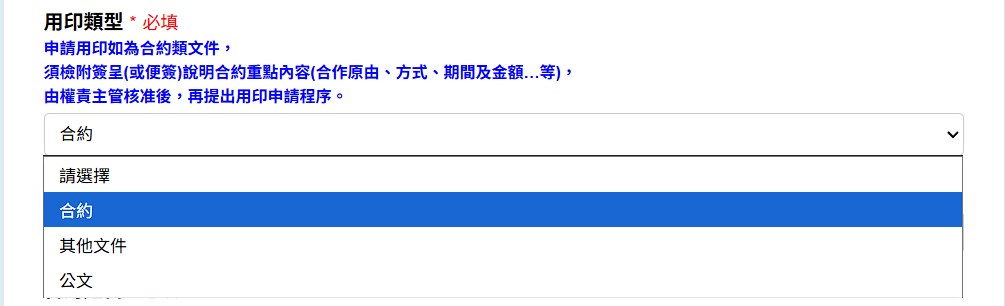 用印類型 * 必填
申請用印如為合約類文件，
須檢附簽呈(或便簽)說明合約重點內容(合作原由、方式、期間及金額...等)，
由權責主管核准後，再提出用印申請程序。
合約
請選擇
合約
其他文件
公文